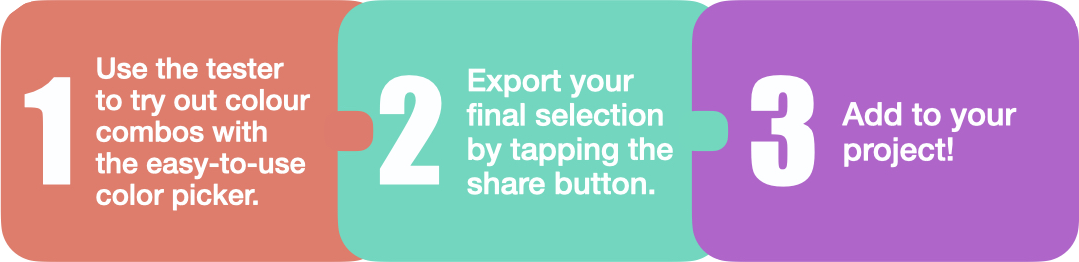 1
Use the tester
to try out colour
combos with
the easy-to-use
color picker.
2
Export your
final selection
by tapping the
share button.
3
Add to your
project!